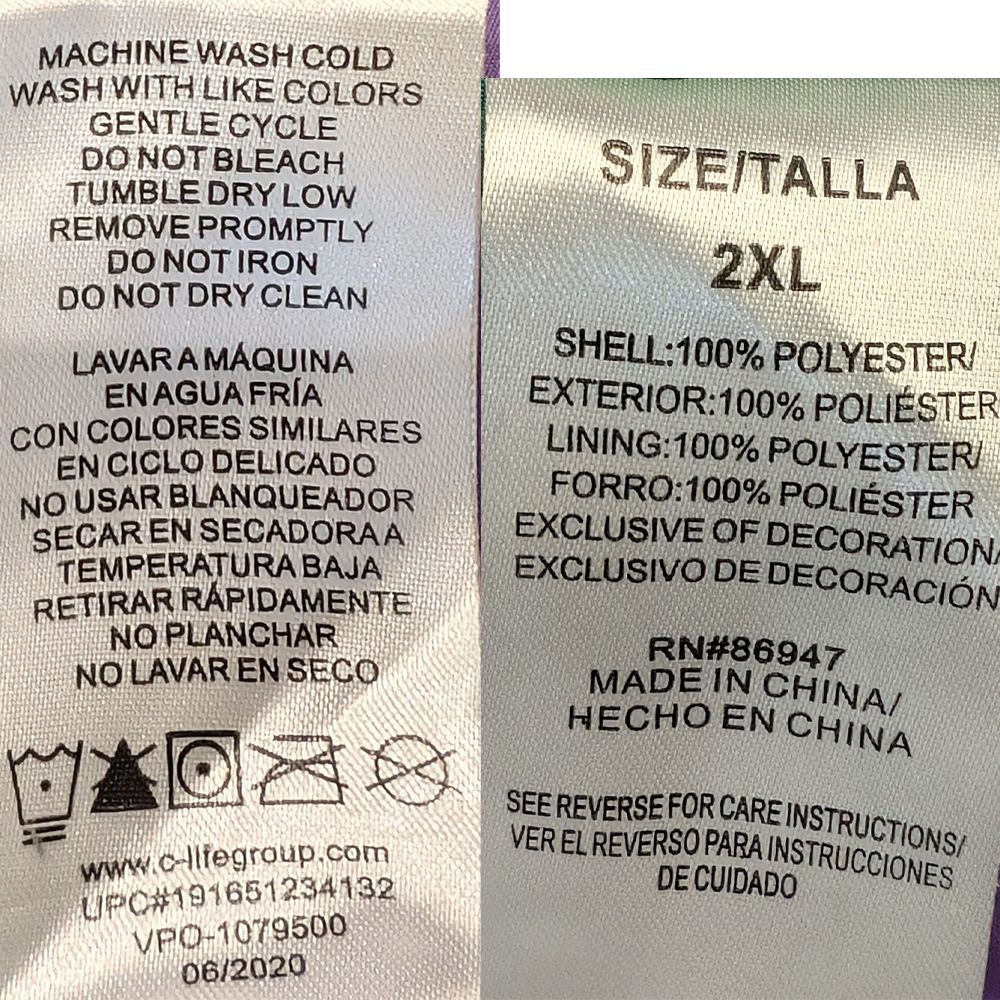 MACHINE WASH COLD
WASH WITH LIKE COLORS
GENTLE CYCLE
DO NOT BLEACH
TUMBLE DRY LOW
REMOVE PROMPTLY
DO NOT IRON
DO NOT DRY CLEAN
LAVAR A MÁQUINA
EN AGUA FRÍA
CON COLORES SIMILARES
EN CICLO DELICADO
NO USAR BLANQUEADOR
SECAR EN SECADORA A
TEMPERATURA BAJA
RETIRAR RÁPIDAMENTE
NO PLANCHAR
NO LAVAR EN SECO
www.c-lifegroup.com
UPC#191651234132
VPO-1079500
06/2020
SIZE/TALLA
2XL
SHELL:100% POLYESTER/
EXTERIOR:100% POLIÉSTER
LINING:100% POLYESTER/
FORRO:100% POLIÉSTER
EXCLUSIVE OF DECORATION/
EXCLUSIVO DE DECORACIÓN
RN#86947
MADE IN CHINA/
HECHO EN CHINA
SEE REVERSE FOR CARE INSTRUCTIONS/
VER EL REVERSO PARA INSTRUCCIONES
DE CUIDADO